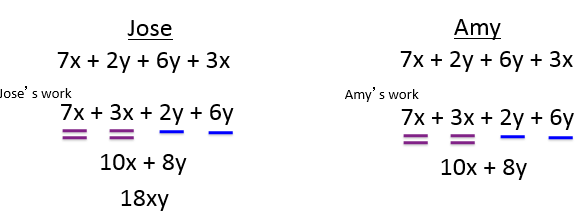 Jose
7x + 2y + 6y + 3x
Jose's work
7x + 3x + 2y + 6y
10x + 8y
18xy
Amy
7x + 2y + 6y + 3x
Amy's work
7x + 3x + 2y + 6y
10x + 8y